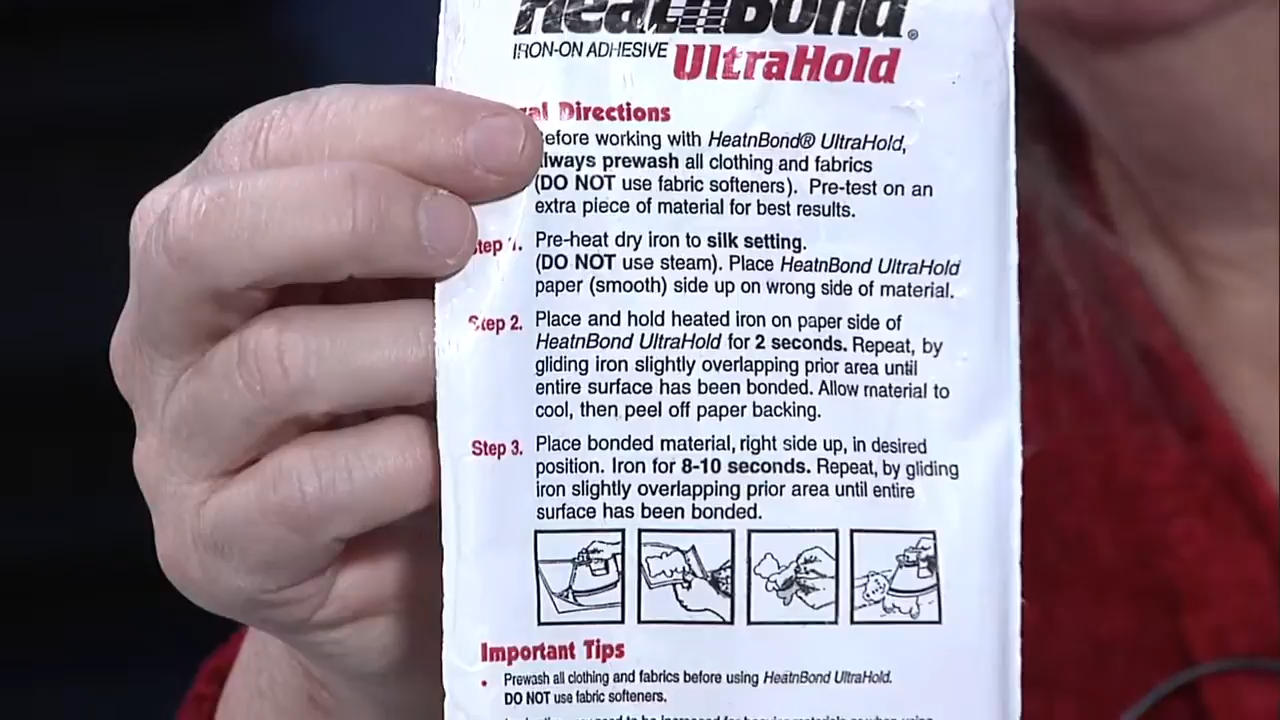 HeatnBond®
IRON-ON ADHESIVE UltraHold
al Directions
efore working with HeatnBond® UltraHold,
lways prewash all clothing and fabrics
(DO NOT use fabric softeners). Pre-test on an
extra piece of material for best results.
Step 1. Pre-heat dry iron to silk setting.
(DO NOT use steam). Place HeatnBond UltraHold
paper (smooth) side up on wrong side of material.
Step 2. Place and hold heated iron on paper side of
HeatnBond UltraHold for 2 seconds. Repeat, by
gliding iron slightly overlapping prior area until
entire surface has been bonded. Allow material to
cool, then peel off paper backing.
Step 3. Place bonded material, right side up, in desired
position. Iron for 8-10 seconds. Repeat, by gliding
iron slightly overlapping prior area until entire
surface has been bonded.
Important Tips
• Prewash all clothing and fabrics before using HeatnBond UltraHold.
DO NOT use fabric softeners.